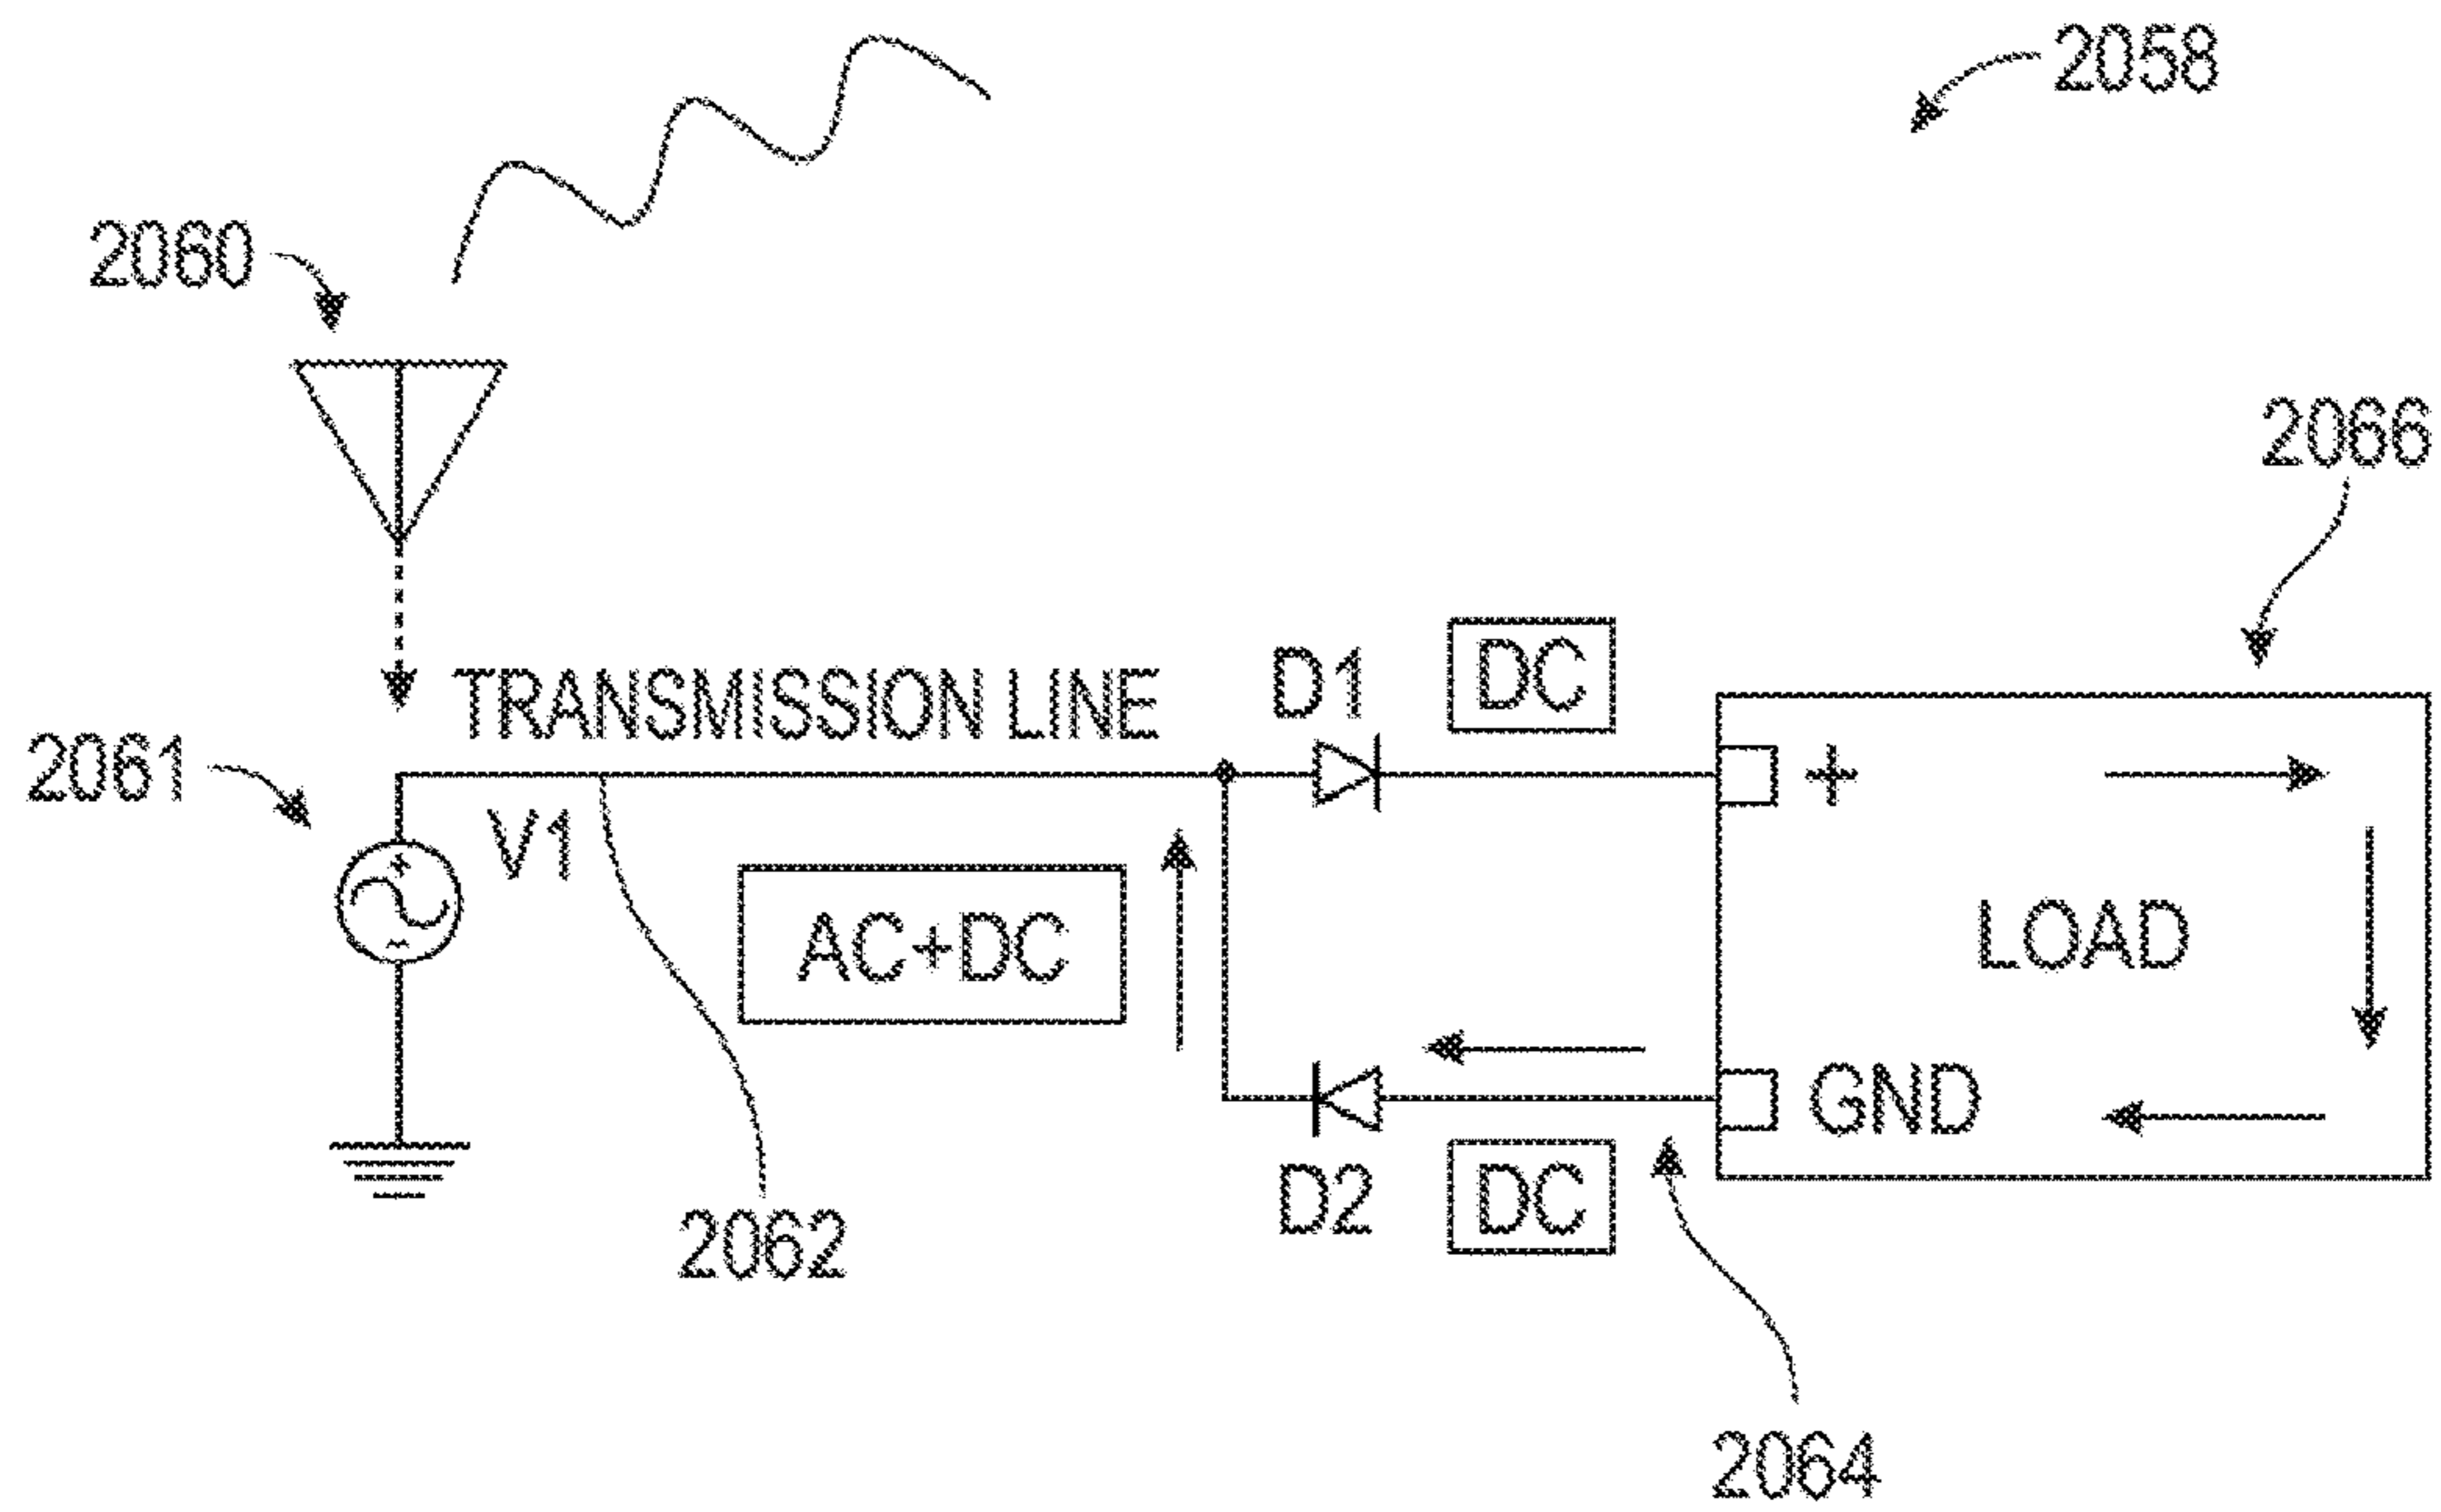 2058
2060
2066
2061
TRANSMISSION LINE
D1
DC
V1
+
AC+DC
LOAD
GND
D2
DC
2062
2064